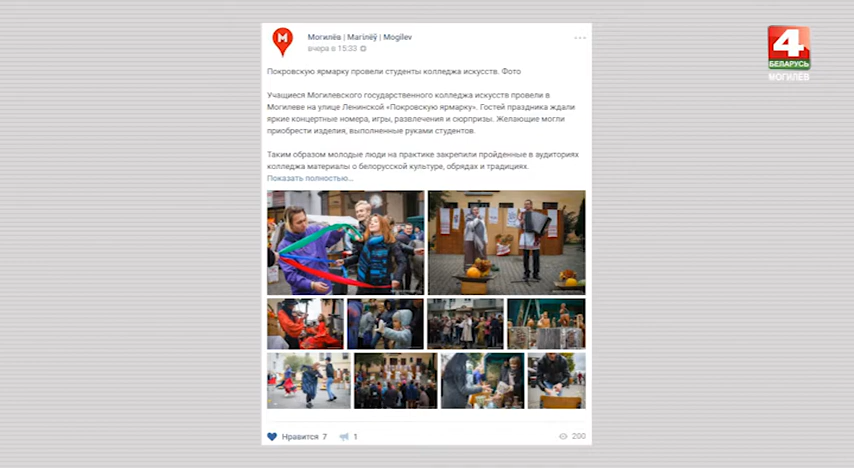 Могилёв | Магілёў | Mogilev
вчера в 15:33
4
БЕЛАРУСЬ
МОГИЛЁВ
Покровскую ярмарку провели студенты колледжа искусств. Фото
Учащиеся Могилевского государственного колледжа искусств провели в
Могилеве на улице Ленинской «Покровскую ярмарку». Гостей праздника ждали
яркие концертные номера, игры, развлечения и сюрпризы. Желающие могли
приобрести изделия, выполненные руками студентов.
Таким образом молодые люди на практике закрепили пройденные в аудиториях
колледжа материалы о белорусской культуре, обрядах и традициях.
Показать полностью...
Нравится 7 1 200